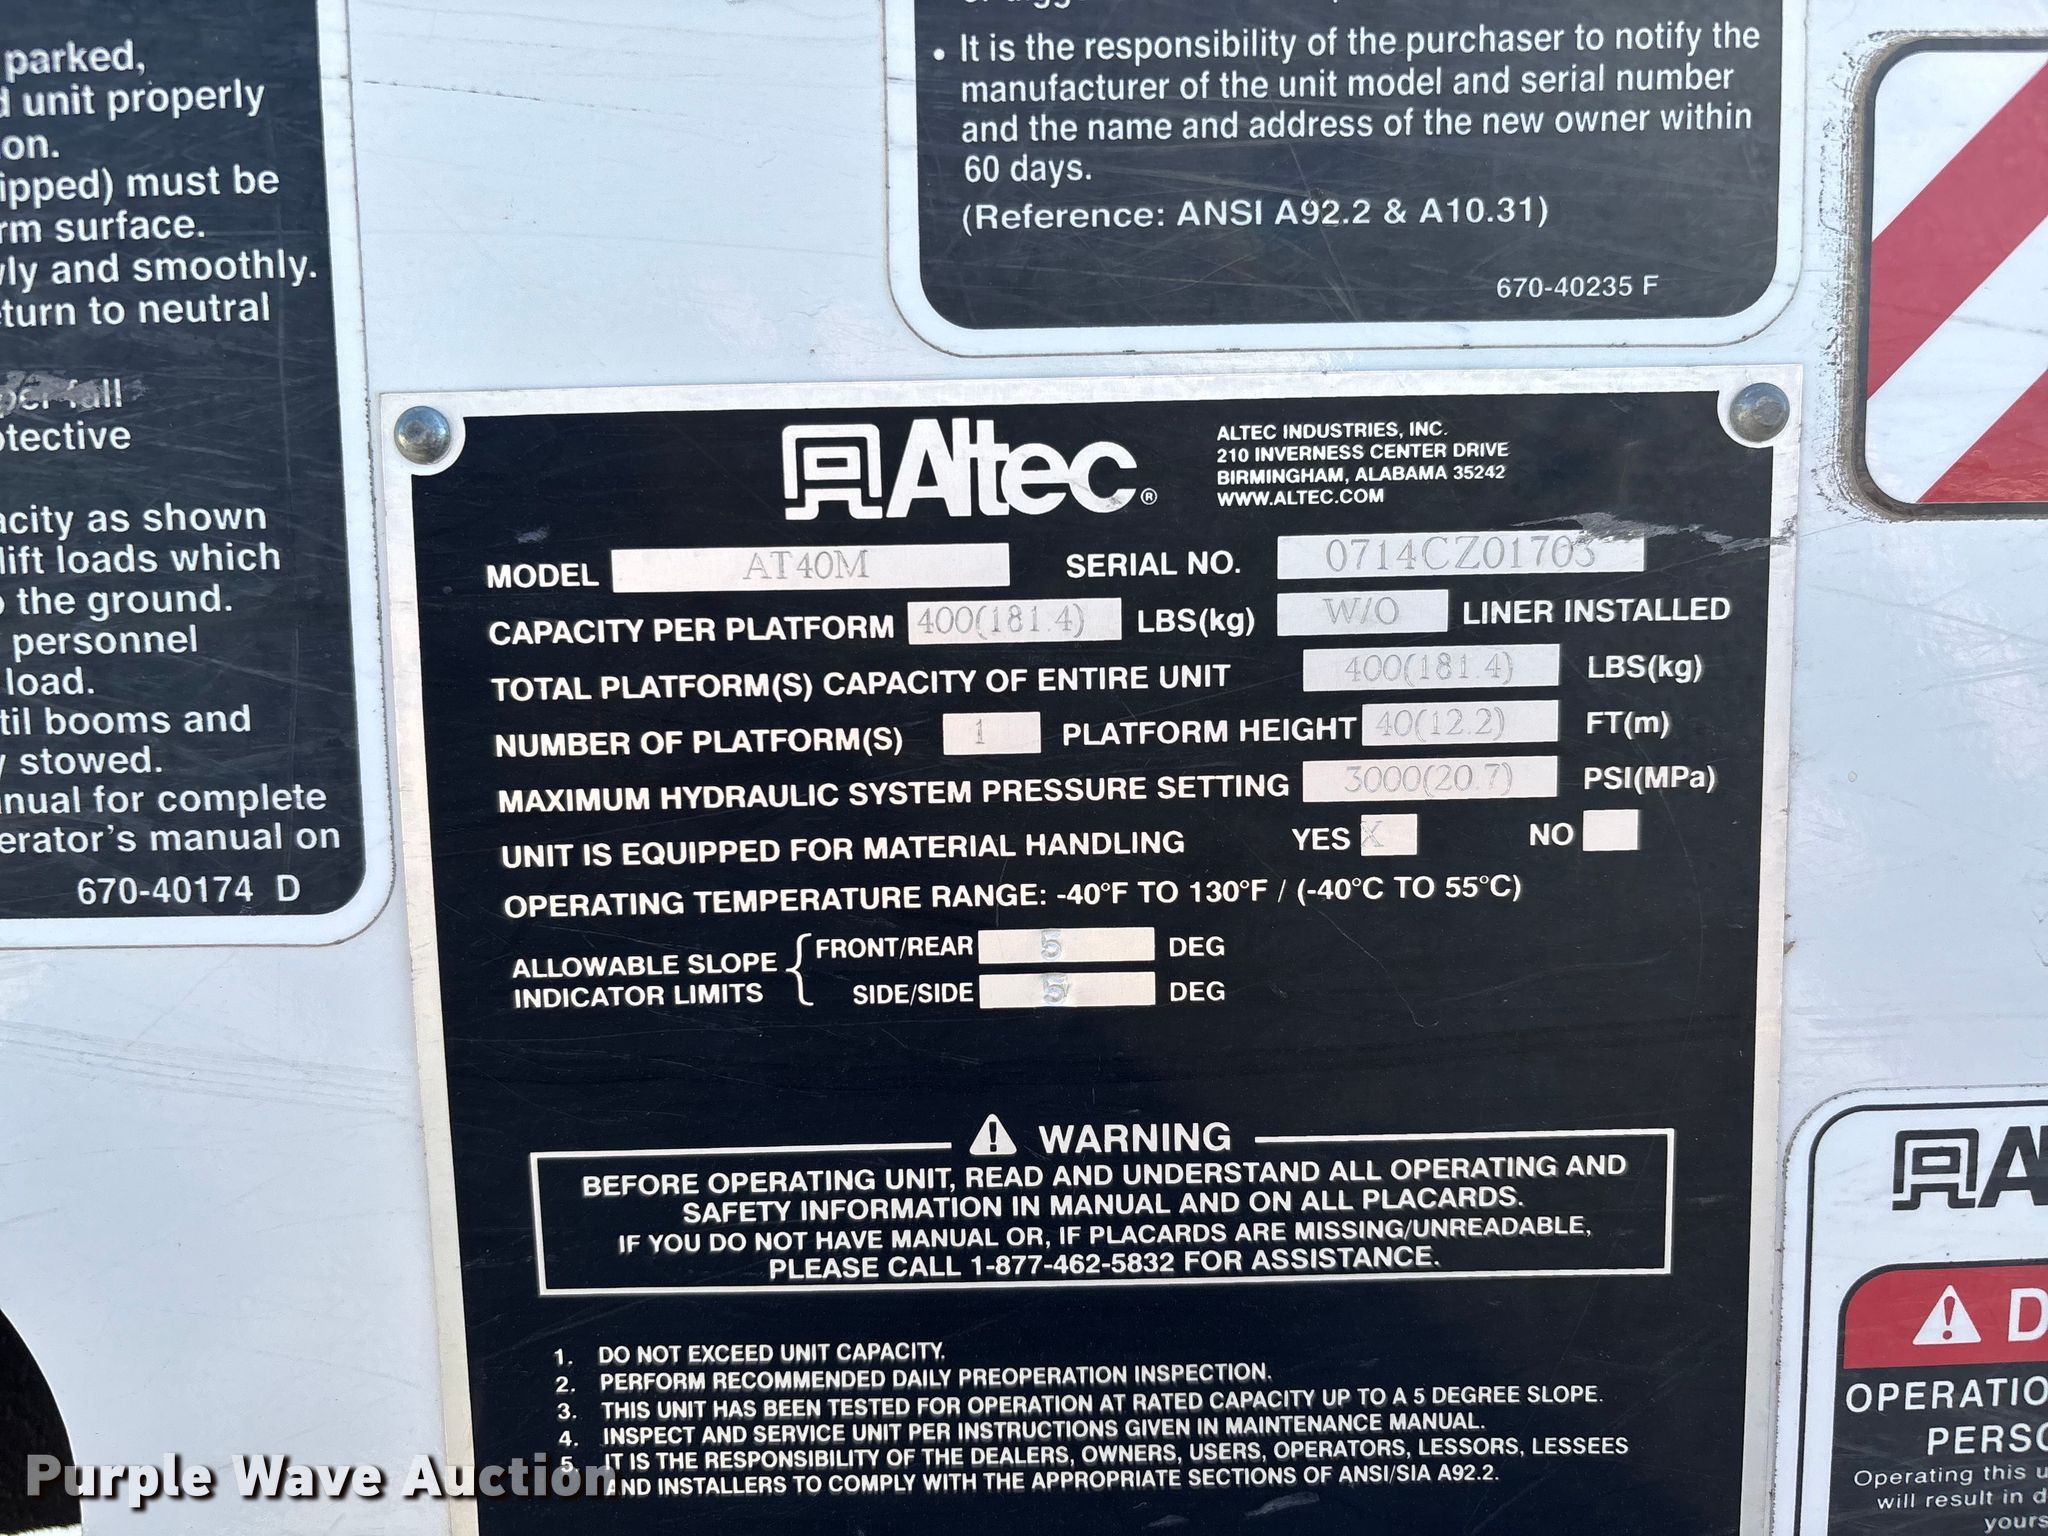 parked,
d unit properly
on.
ipped) must be
rm surface.
wly and smoothly.
eturn to neutral
fall
otective
acity as shown
lift loads which
o the ground.
personnel
load.
til booms and
y stowed.
nual for complete
erator's manual on
670-40174 D
• It is the responsibility of the purchaser to notify the
manufacturer of the unit model and serial number
and the name and address of the new owner within
60 days.
(Reference: ANSI A92.2 & A10.31)
670-40235 F
Altec®
ALTEC INDUSTRIES, INC.
210 INVERNESS CENTER DRIVE
BIRMINGHAM, ALABAMA 35242
WWW.ALTEC.COM
MODEL AT40M SERIAL NO. 0714CZ01703
CAPACITY PER PLATFORM 400(181.4) LBS(kg) W/O LINER INSTALLED
TOTAL PLATFORM(S) CAPACITY OF ENTIRE UNIT 400(181.4) LBS(kg)
NUMBER OF PLATFORM(S) 1 PLATFORM HEIGHT 40(12.2) FT(m)
MAXIMUM HYDRAULIC SYSTEM PRESSURE SETTING 3000(20.7) PSI(MPa)
UNIT IS EQUIPPED FOR MATERIAL HANDLING YES X NO
OPERATING TEMPERATURE RANGE: -40°F TO 130°F / (-40°C TO 55°C)
ALLOWABLE SLOPE INDICATOR LIMITS
FRONT/REAR 5 DEG
SIDE/SIDE 5 DEG
WARNING
BEFORE OPERATING UNIT, READ AND UNDERSTAND ALL OPERATING AND
SAFETY INFORMATION IN MANUAL AND ON ALL PLACARDS.
IF YOU DO NOT HAVE MANUAL OR, IF PLACARDS ARE MISSING/UNREADABLE,
PLEASE CALL 1-877-462-5832 FOR ASSISTANCE.
1. DO NOT EXCEED UNIT CAPACITY.
2. PERFORM RECOMMENDED DAILY PREOPERATION INSPECTION.
3. THIS UNIT HAS BEEN TESTED FOR OPERATION AT RATED CAPACITY UP TO A 5 DEGREE SLOPE.
4. INSPECT AND SERVICE UNIT PER INSTRUCTIONS GIVEN IN MAINTENANCE MANUAL.
5. IT IS THE RESPONSIBILITY OF THE DEALERS, OWNERS, USERS, OPERATORS, LESSORS, LESSEES
AND INSTALLERS TO COMPLY WITH THE APPROPRIATE SECTIONS OF ANSI/SIA A92.2.
Al
D
OPERATIO
PERSO
Operating this u
will result in d
yours
Purple Wave Auction